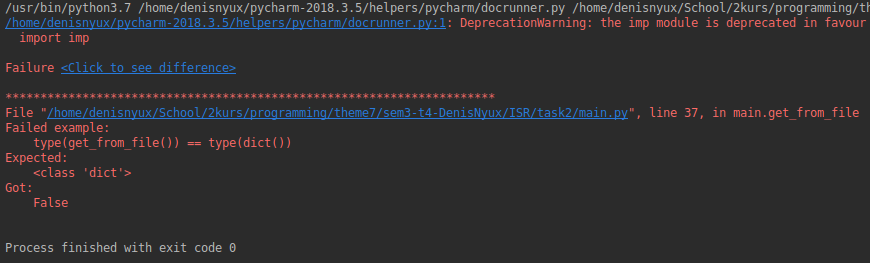 /usr/bin/python3.7 /home/denisnyux/pycharm-2018.3.5/helpers/pycharm/docrunner.py /home/denisnyux/School/2kurs/programming/th
/home/denisnyux/pycharm-2018.3.5/helpers/pycharm/docrunner.py:1: DeprecationWarning: the imp module is deprecated in favour
import imp
Failure <Click to see difference>
**********************************************************************
File "/home/denisnyux/School/2kurs/programming/theme7/sem3-t4-DenisNyux/ISR/task2/main.py", line 37, in main.get_from_file
Failed example:
type(get_from_file()) == type(dict())
Expected:
<class 'dict'>
Got:
False
Process finished with exit code 0